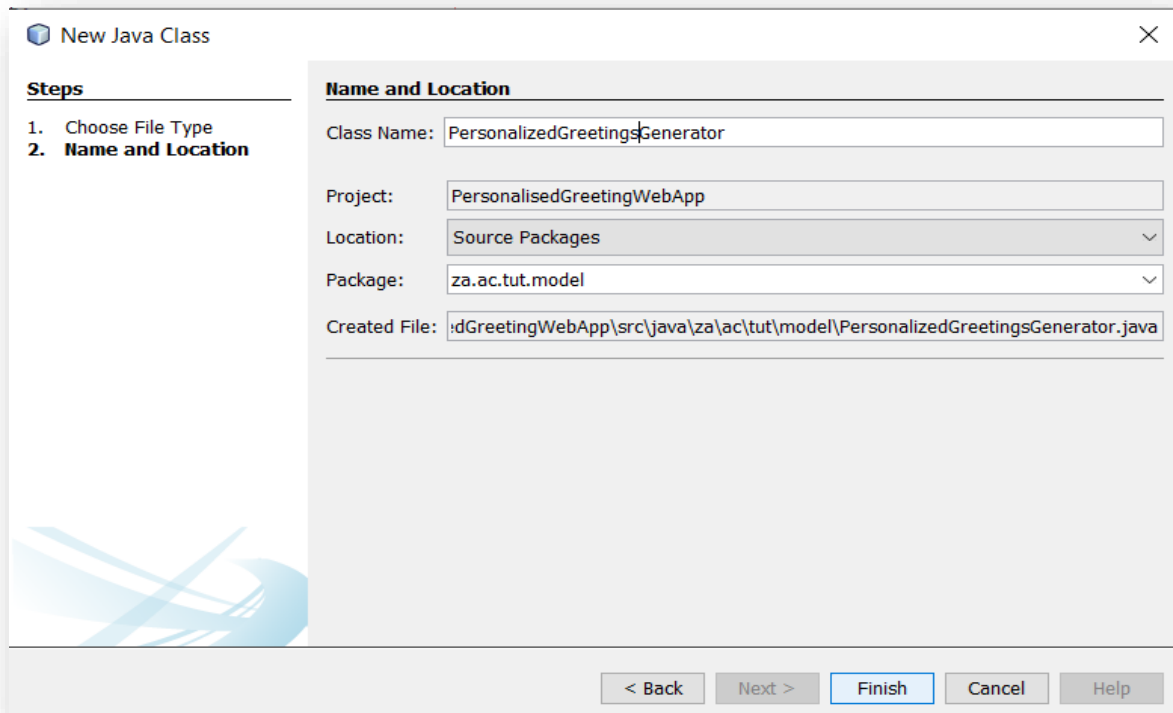 New Java Class
Steps
1. Choose File Type
2. Name and Location
Name and Location
Class Name: PersonalizedGreetingsGenerator
Project: PersonalisedGreetingWebApp
Location: Source Packages
Package: za.ac.tut.model
Created File: edGreetingWebApp\src\java\za\ac\tut\model\PersonalizedGreetingsGenerator.java
< Back Next > Finish Cancel Help